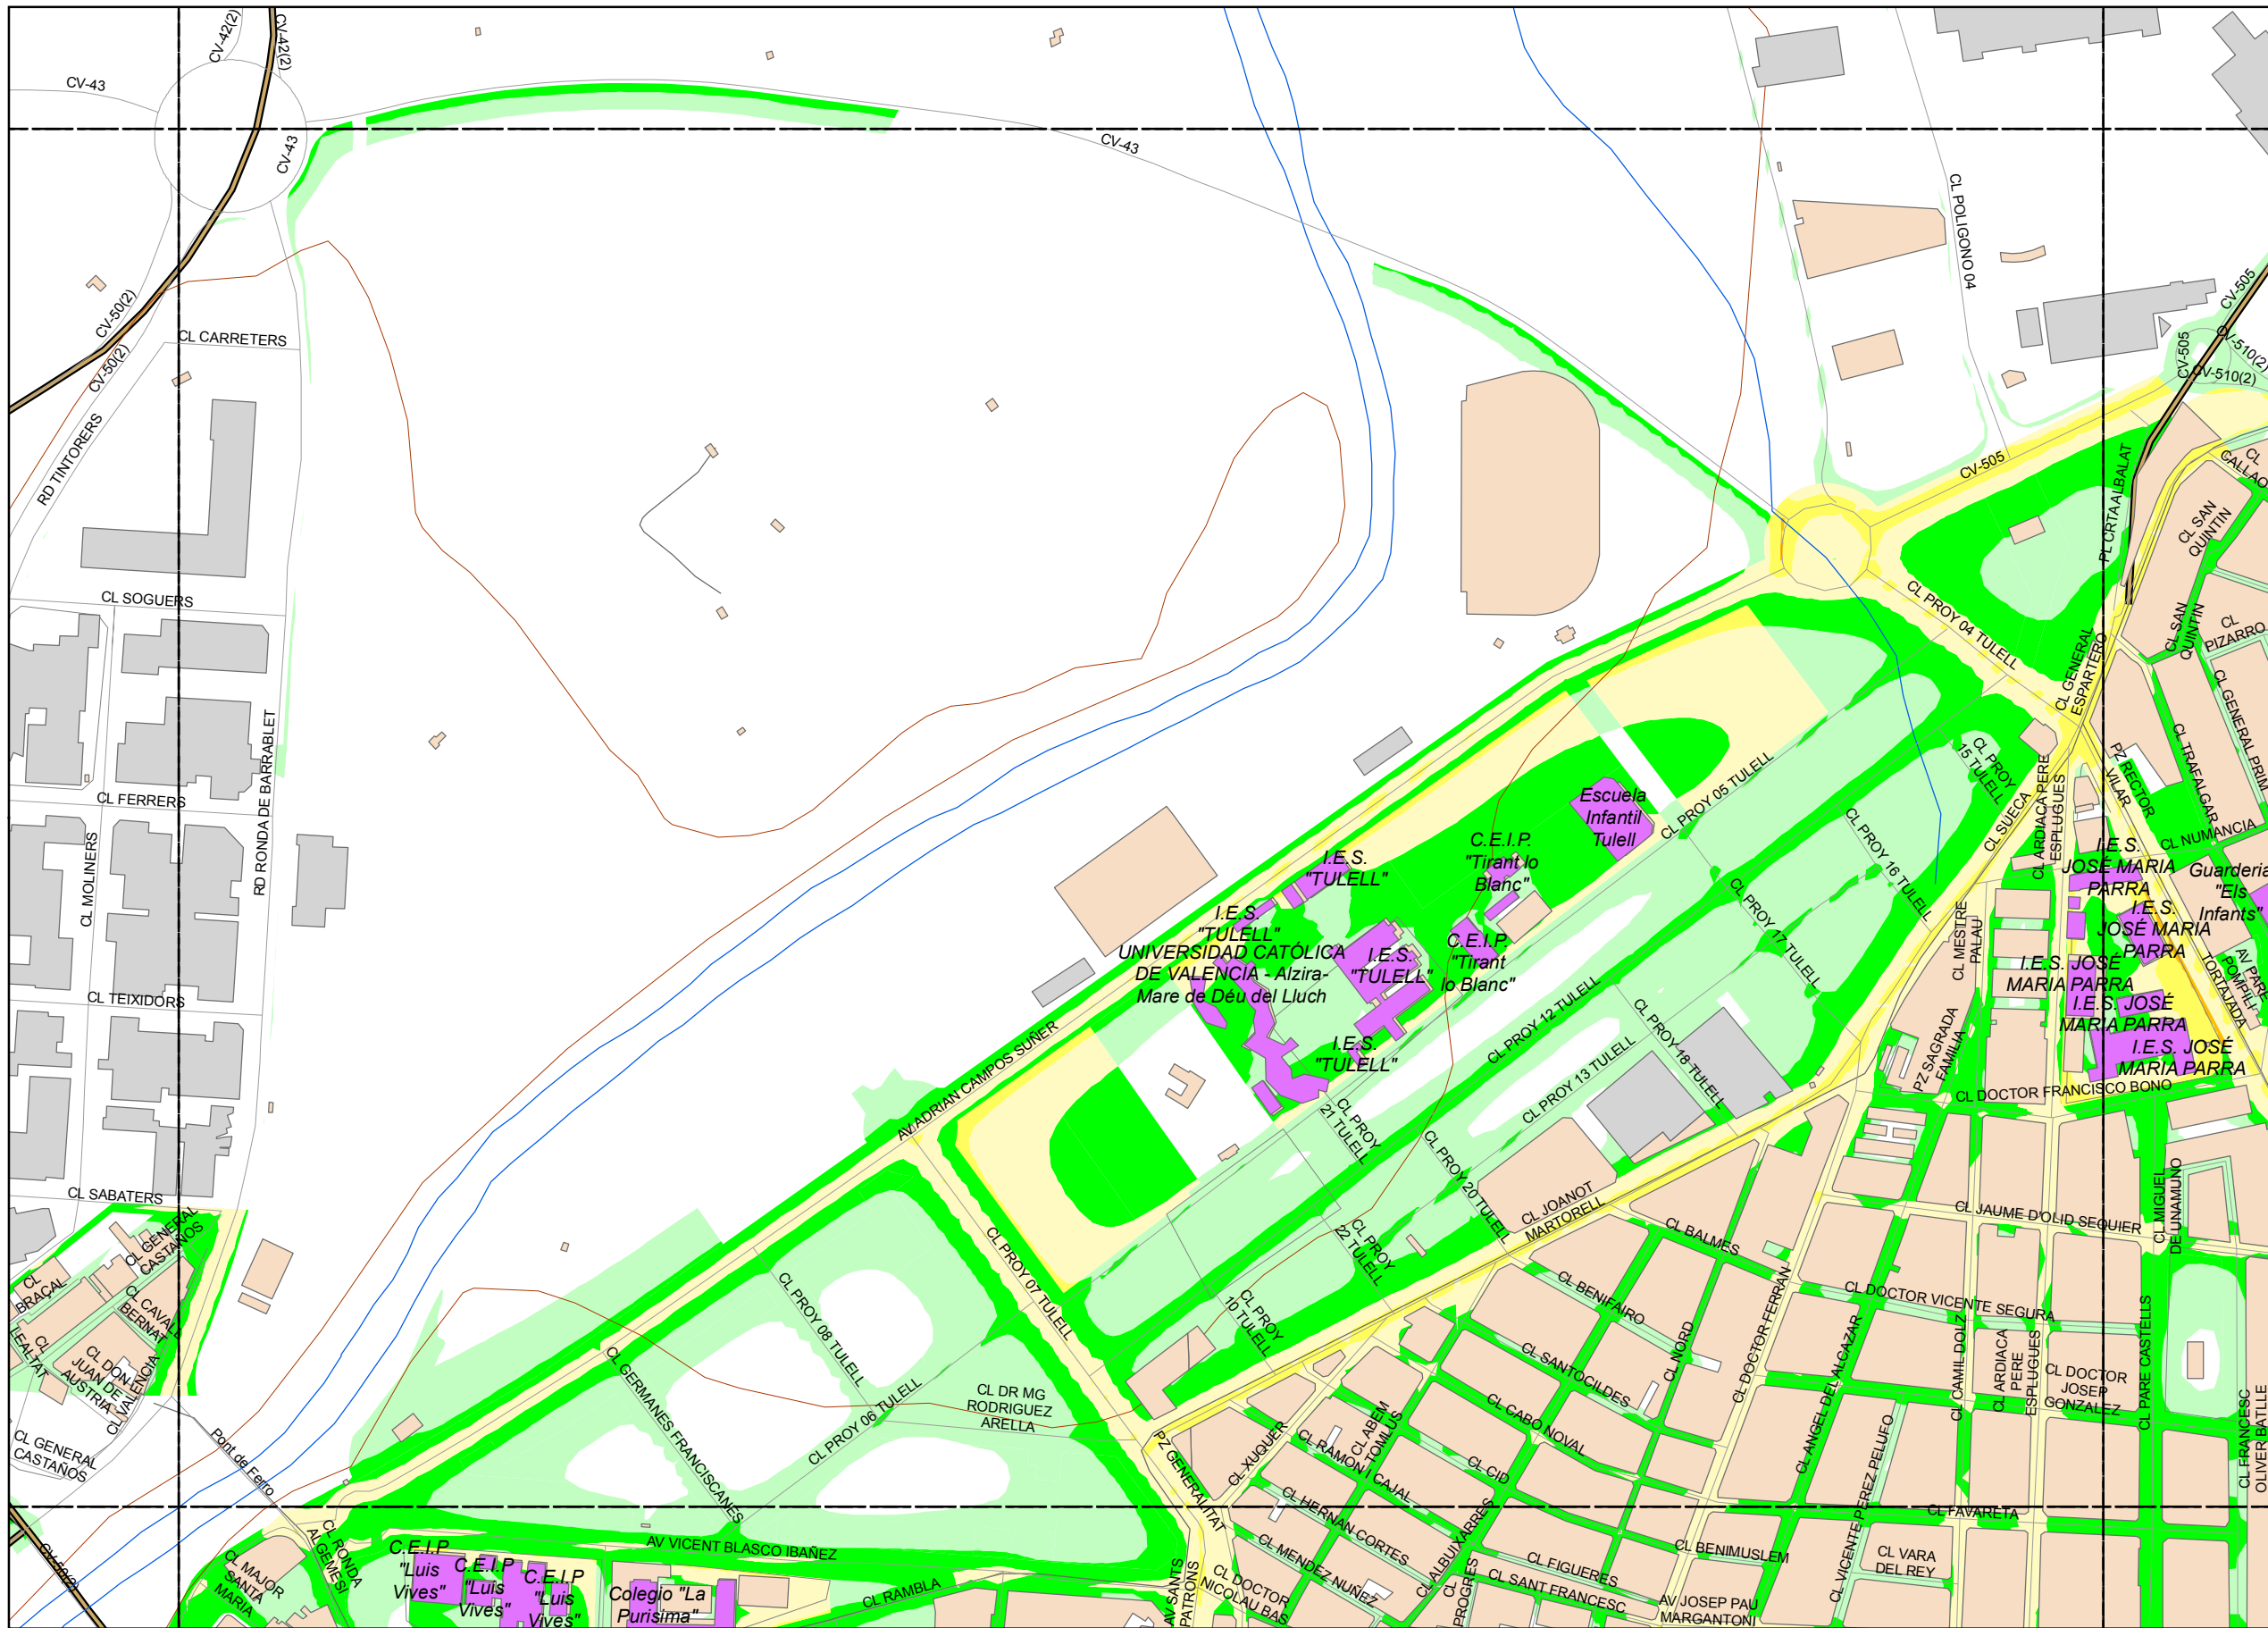 CV-42(2)
CV-42(2)
CV-43
CV-43
CV-43
CL POLIGONO 04
CV-50(2)
CV-50(2)
CL CARRETERS
RD TINTORERS
CV-505
CV-505
CV-510(2)
CV-510(2)
CV-505
CL
CALLAO
PL CRTA ALBALAT
CL SAN
QUINTIN
CL SOGUERS
CL PROY 04 TULELL
CL SAN
QUINTIN
CL
PIZARRO
CL GENERAL
ESPARTERO
CL GENERAL PRIM
CL TRAFALGAR
RD RONDA DE BARRABLET
CL FERRERS
CL MOLINERS
CL PROY
15 TULELL
PZ RECTOR
VILAR
CL PROY 05 TULELL
Escuela
Infantil
Tulell
C.E.I.P.
"Tirant lo
Blanc"
I.E.S.
"TULELL"
CL PROY 16 TULELL
CL SUECA
CL ARDIACA PERE
ESPLUGUES
CL NUMANCIA
I.E.S.
JOSÉ MARIA
PARRA
Guarderia
"Els
Infants"
I.E.S.
"TULELL"
UNIVERSIDAD CATÓLICA
DE VALENCIA - Alzira-
Mare de Déu del Lluch
I.E.S.
"TULELL"
C.E.I.P.
"Tirant
lo Blanc"
CL PROY 17 TULELL
CL MESTRE
PALAU
I.E.S.
JOSÉ MARIA
PARRA
I.E.S. JOSÉ
MARIA PARRA
AV PARE
POMPILI
TORTAJADA
I.E.S. JOSÉ
MARIA PARRA
I.E.S. JOSÉ
MARIA PARRA
CL TEIXIDORS
CL PROY 12 TULELL
CL PROY 18 TULELL
CL PROY 13 TULELL
I.E.S.
"TULELL"
PZ SAGRADA
FAMILIA
CL DOCTOR FRANCISCO BONO
AV ADRIAN CAMPOS SUÑER
CL PROY
21 TULELL
CL PROY 20 TULELL
CL SABATERS
CL GENERAL
CASTAÑOS
CL JOANOT
MARTORELL
CL BALMES
CL JAUME D'OLID SEQUIER
CL MIGUEL
DE UNAMUNO
CL PROY 07 TULELL
CL PROY
22 TULELL
CL
BRAÇAL
CL CAVALL
BERNAT
CL PROY 08 TULELL
CL PROY
10 TULELL
CL BENIFAIRO
CL NORD
CL DOCTOR FERRAN
CL DOCTOR VICENTE SEGURA
CL
LEALTAT
CL DON
JUAN DE
AUSTRIA
CL VALENCIA
CL GERMANES FRANCISCANES
CL PROY 06 TULELL
CL DR MG
RODRIGUEZ
ARELLA
CL SANTOCILDES
CL ANGEL DEL ALCAZAR
CL CAMIL DOLZ
CL ARDIACA
PERE
ESPLUGUES
CL DOCTOR
JOSEP
GONZALEZ
CL PARE CASTELLS
CL FRANCESC
OLIVER BATLLE
CL GENERAL
CASTAÑOS
Pont de Ferro
PZ GENERALITAT
CL XUQUER
CL ABEM
TOMLUS
CL RAMON I CAJAL
CL CABO NOVAL
CL CID
CL VICENTE PEREZ PELUFO
CL FAVARETA
CL HERNAN CORTES
CL ALBUIXARRES
CV-50(2)
CL RONDA
ALGEMESI
CL MAJOR
SANTA
MARIA
AV VICENT BLASCO IBAÑEZ
C.E.I.P
"Luis
Vives"
C.E.I.P
"Luis
Vives"
C.E.I.P
"Luis
Vives"
Colegio "La
Purisima"
CL RAMBLA
AV SANTS
PATRONS
CL DOCTOR
NICOLAU BAS
CL MENDEZ NUÑEZ
CL
PROGRES
CL FIGUERES
CL SANT FRANCESC
CL BENIMUSLEM
AV JOSEP PAU
MARGANTONI
CL VARA
DEL REY